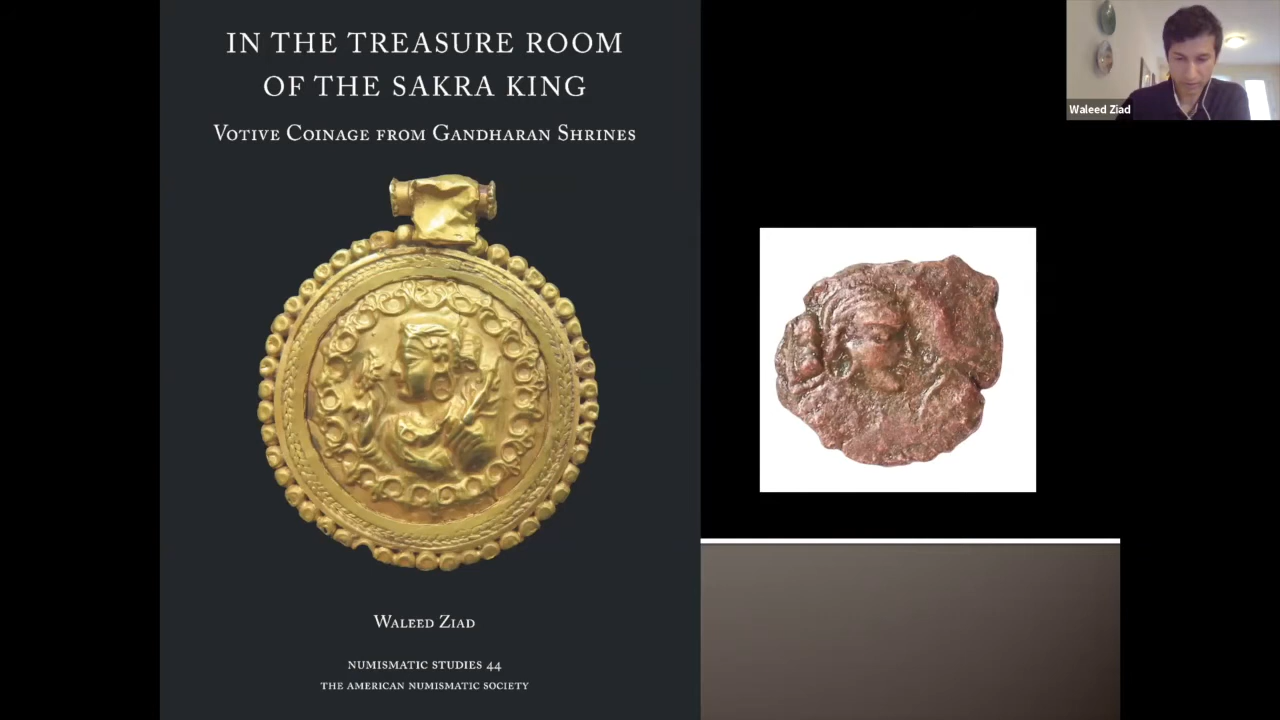 IN THE TREASURE ROOM
OF THE SAKRA KING
VOTIVE COINAGE FROM GANDHARAN SHRINES
WALEED ZIAD
NUMISMATIC STUDIES 44
THE AMERICAN NUMISMATIC SOCIETY
Waleed Ziad